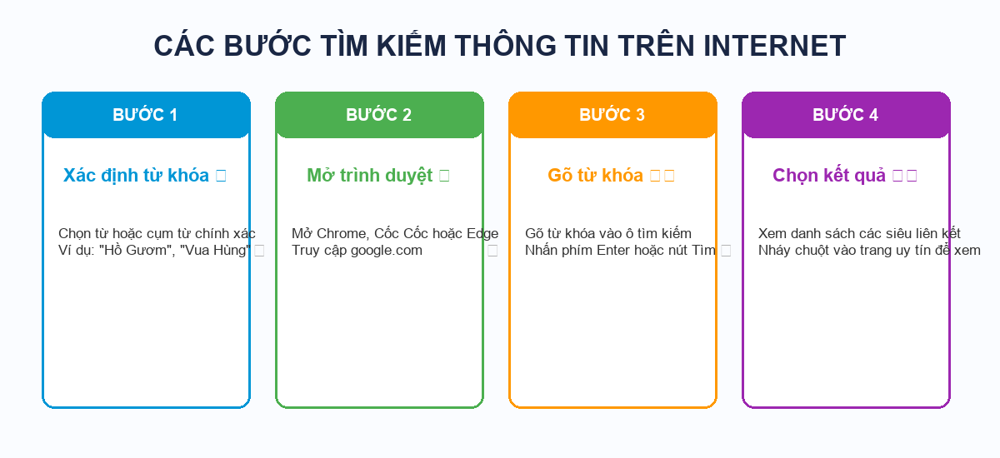 CÁC BƯỚC TÌM KIẾM THÔNG TIN TRÊN INTERNET
BƯỚC 1
Xác định từ khóa
Chọn từ hoặc cụm từ chính xác
Ví dụ: "Hồ Gươm", "Vua Hùng"
BƯỚC 2
Mở trình duyệt
Mở Chrome, Cốc Cốc hoặc Edge
Truy cập google.com
BƯỚC 3
Gõ từ khóa
Gõ từ khóa vào ô tìm kiếm
Nhấn phím Enter hoặc nút Tìm
BƯỚC 4
Chọn kết quả
Xem danh sách các siêu liên kết
Nháy chuột vào trang uy tín để xem